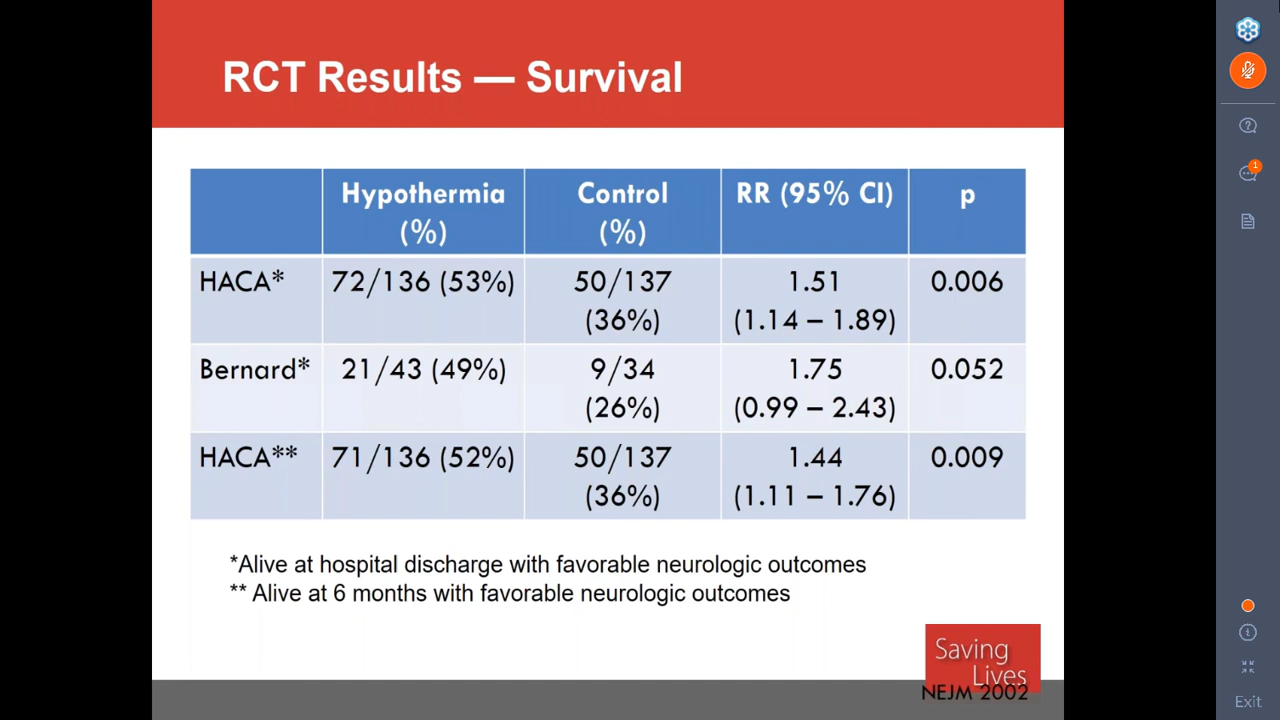 RCT Results — Survival
Hypothermia (%)
Control (%)
RR (95% CI)
p
HACA*
72/136 (53%)
50/137 (36%)
1.51 (1.14 – 1.89)
0.006
Bernard*
21/43 (49%)
9/34 (26%)
1.75 (0.99 – 2.43)
0.052
HACA**
71/136 (52%)
50/137 (36%)
1.44 (1.11 – 1.76)
0.009
*Alive at hospital discharge with favorable neurologic outcomes
** Alive at 6 months with favorable neurologic outcomes
Saving
Lives
NEJM 2002
1
Exit